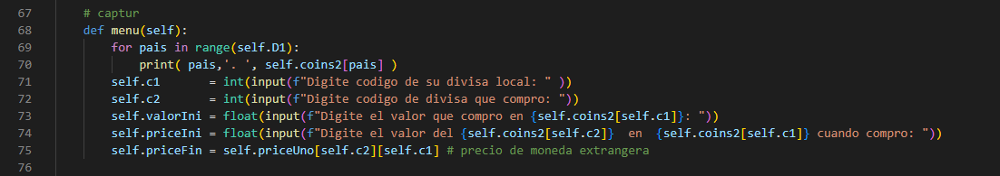 67 # captur
68 def menu(self):
69 for pais in range(self.D1):
70 print( pais,'. ', self.coins2[pais] )
71 self.c1 = int(input(f"Digite codigo de su divisa local: " ))
72 self.c2 = int(input(f"Digite codigo de divisa que compro: "))
73 self.valorIni = float(input(f"Digite el valor que compro en {self.coins2[self.c1]}: "))
74 self.priceIni = float(input(f"Digite el valor del {self.coins2[self.c2]}  en  {self.coins2[self.c1]} cuando compro: "))
75 self.priceFin = self.priceUno[self.c2][self.c1] # precio de moneda extrangera
76